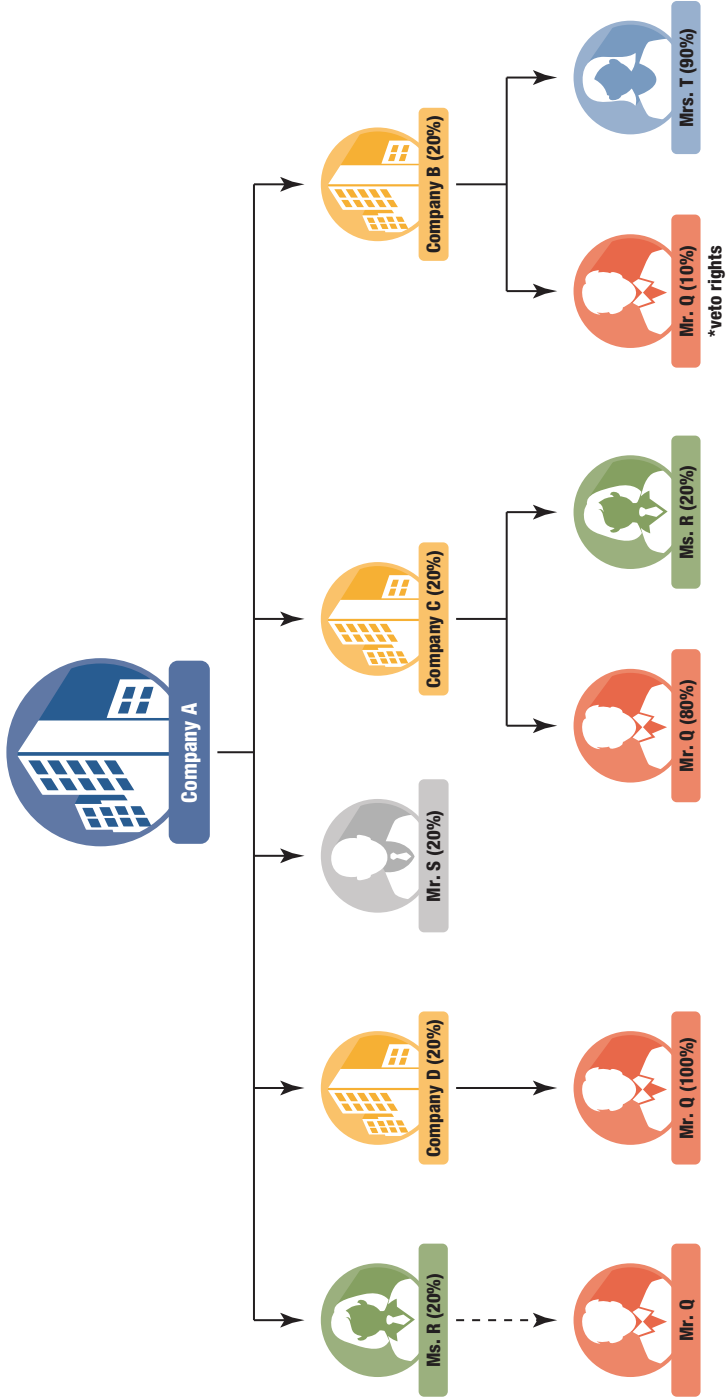 Company A
Ms. R (20%)
Company D (20%)
Mr. S (20%)
Company C (20%)
Company B (20%)
Mr. Q
Mr. Q (100%)
Mr. Q (80%)
Ms. R (20%)
Mr. Q (10%)
Mrs. T (90%)
*veto rights